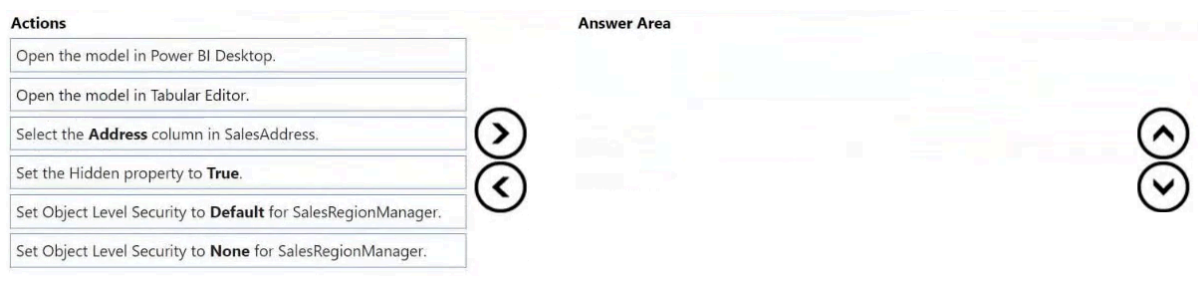 Actions
Answer Area
Open the model in Power BI Desktop.
Open the model in Tabular Editor.
Select the Address column in SalesAddress.
Set the Hidden property to True.
Set Object Level Security to Default for SalesRegionManager.
Set Object Level Security to None for SalesRegionManager.